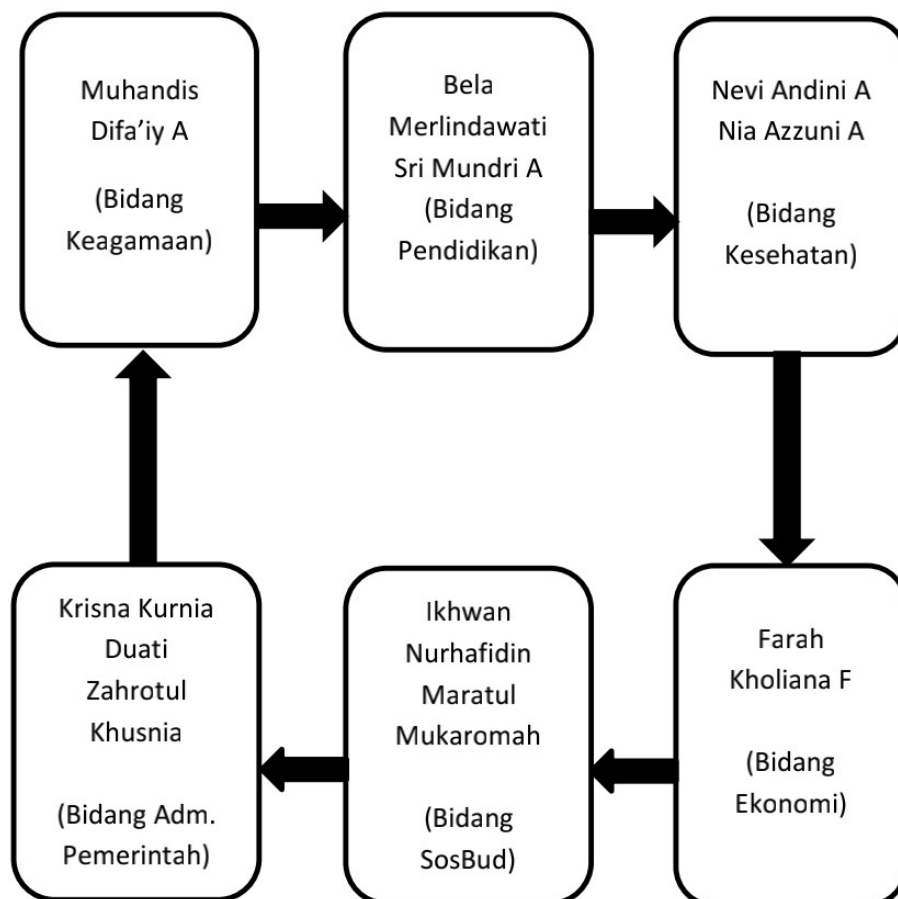 Muhandis
Difa’iy A
(Bidang
Keagamaan)
Bela
Merlindawati
Sri Mundri A
(Bidang
Pendidikan)
Nevi Andini A
Nia Azzuni A
(Bidang
Kesehatan)
Farah
Kholiana F
(Bidang
Ekonomi)
Ikhwan
Nurhafidin
Maratul
Mukaromah
(Bidang
SosBud)
Krisna Kurnia
Duati
Zahrotul
Khusnia
(Bidang Adm.
Pemerintah)